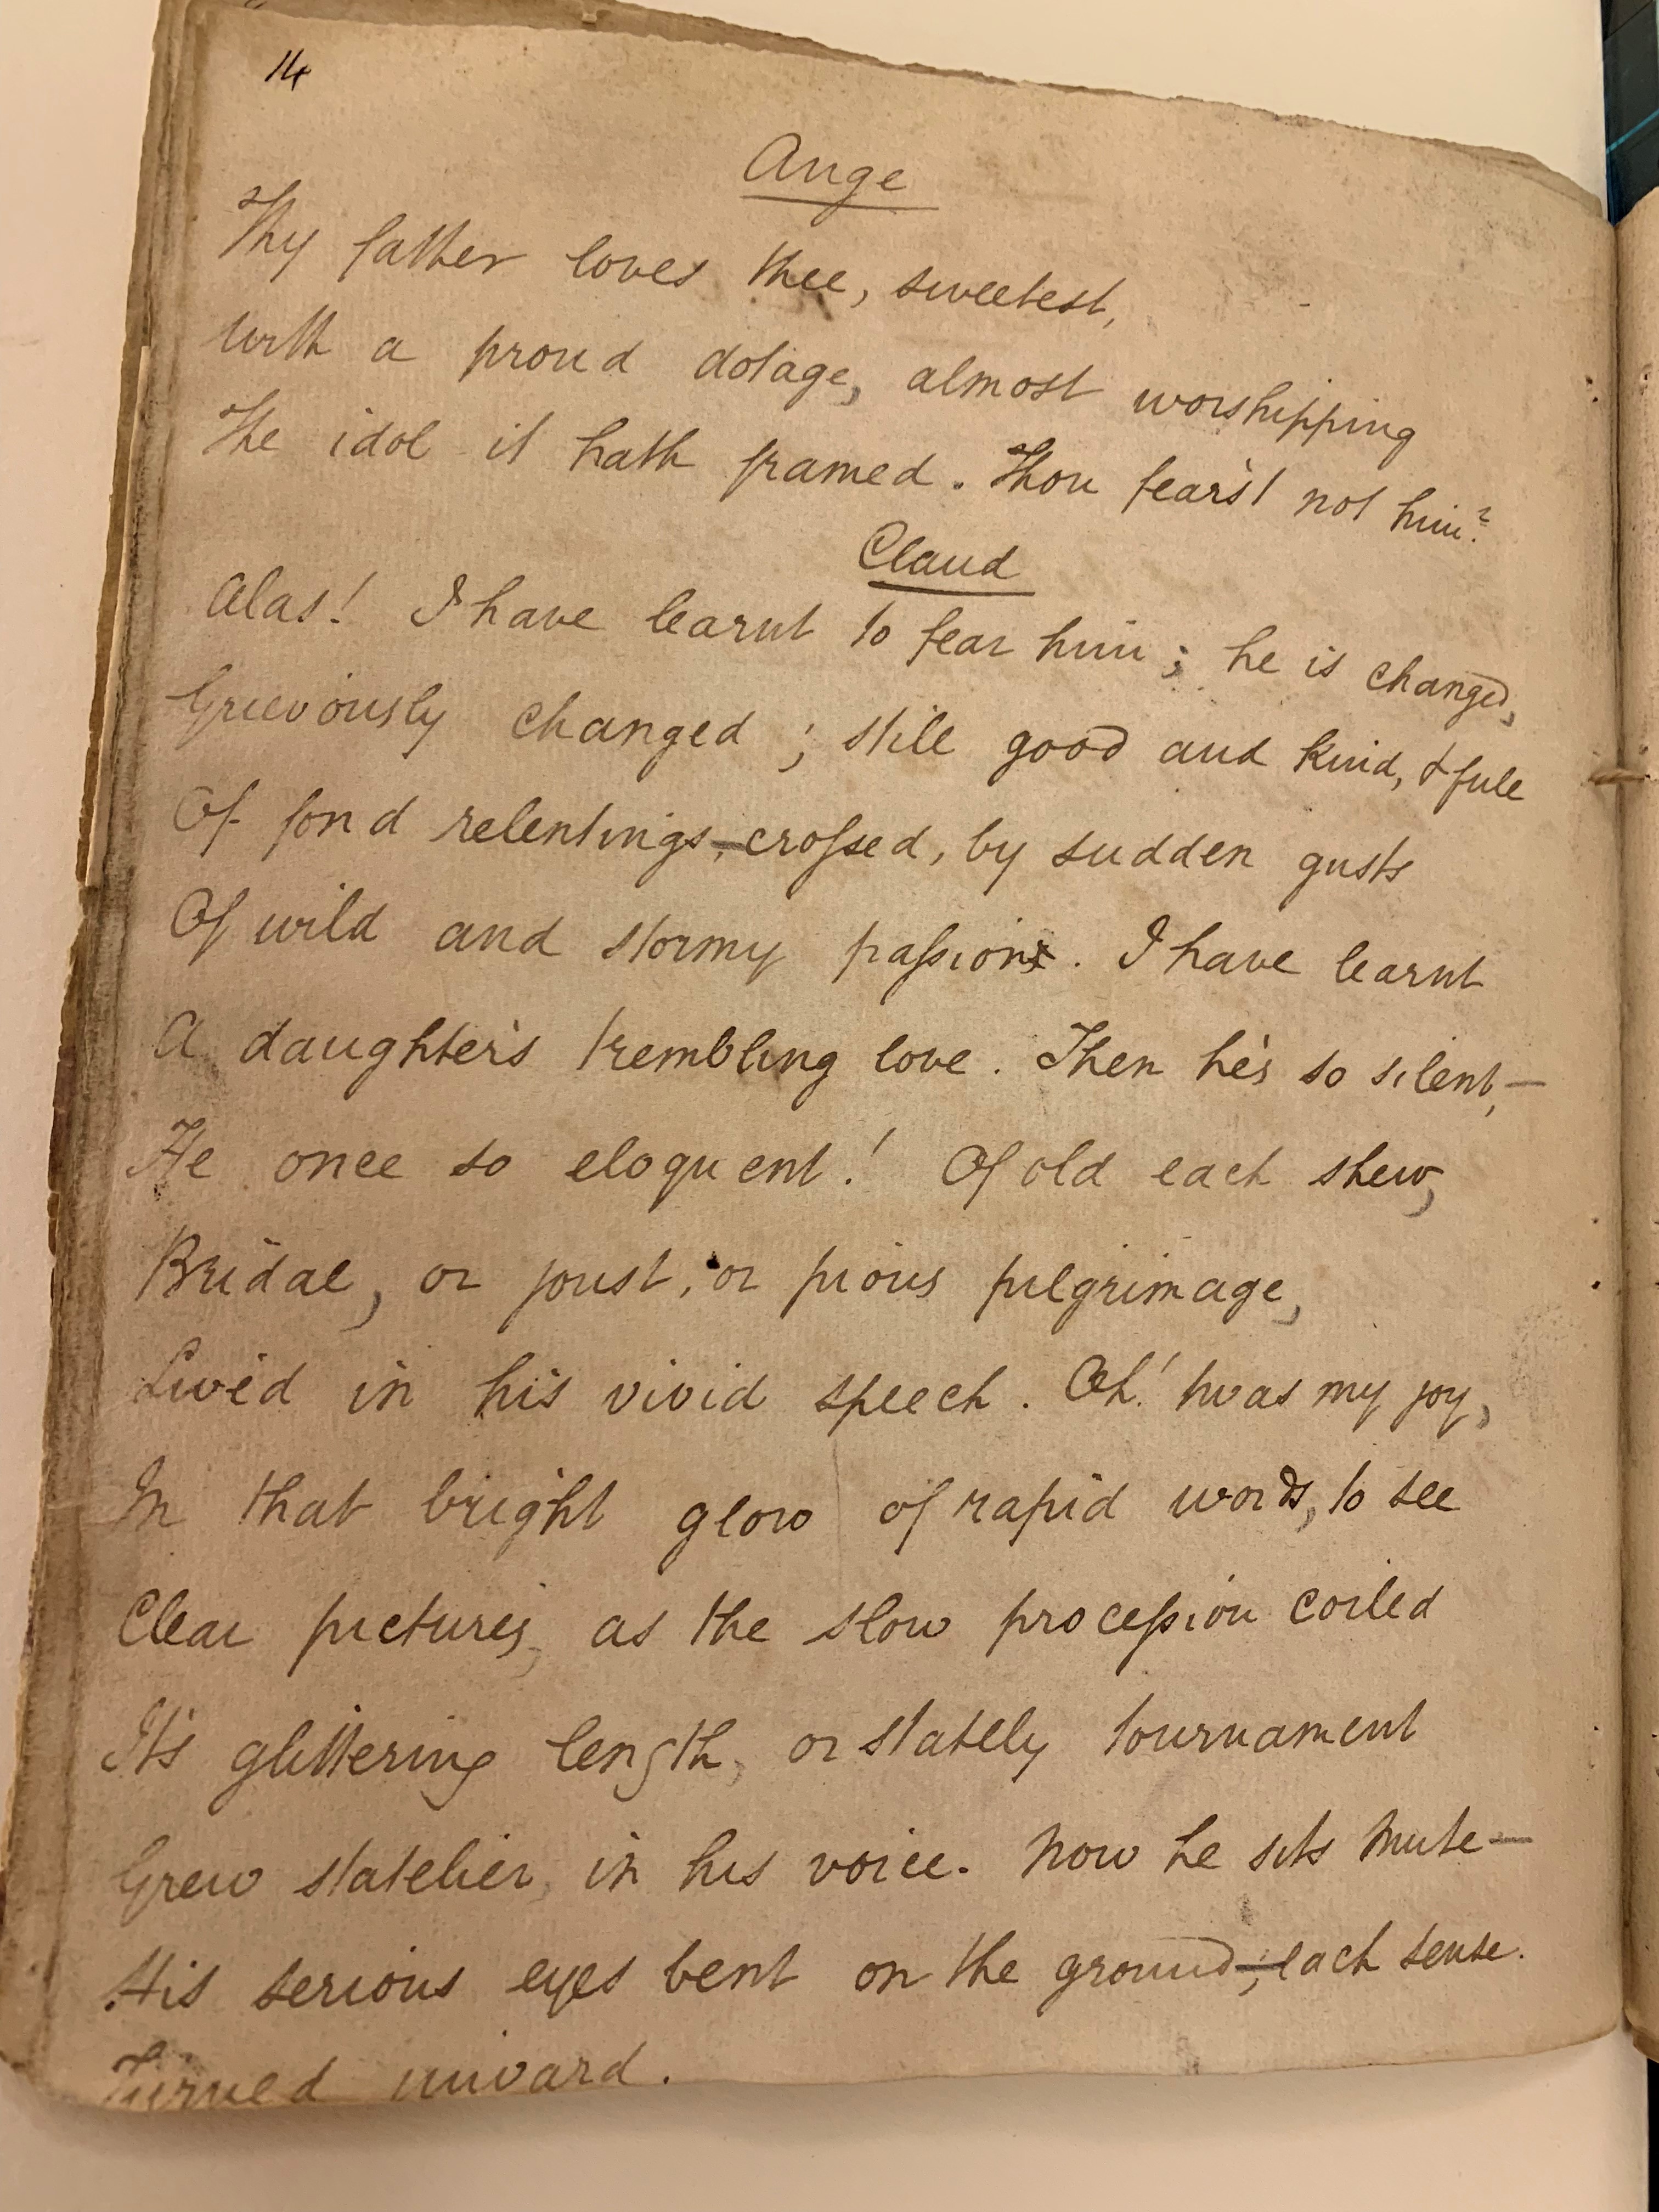 14
Ange
Thy father loves thee, sweetest,
With a proud dotage, almost worshipping
The idol it hath framed. Thou fear'st not him?
Claud
Alas! I have learnt to fear him; he is changed,
Grievously changed; still good and kind, & full
Of fond relentings,—crossed, by sudden gusts
Of wild and stormy passion. I have learnt
A daughter's trembling love. Then he's so silent,—
He once so eloquent! Of old each shew,
Bridal, or joust, or pious pilgrimage,
Liv'd in his vivid speech. Oh! 'twas my joy,
In that bright glow of rapid words, to see
Clear pictures, as the slow procession coiled
It's glittering length, or stately tournament
Grew statelier, in his voice. Now he sits mute—
His serious eyes bent on the ground;—each sense
Turned inward.